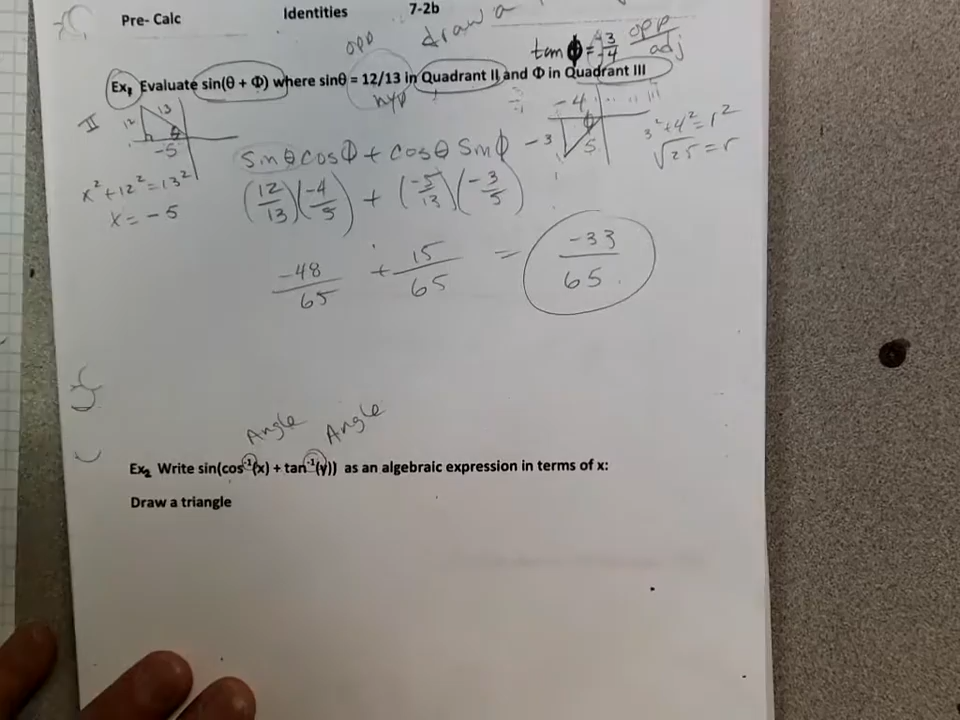 Pre- Calc Identities 7-2b
opp draw a
tan Φ = -3/-4 opp/adj
Ex1 Evaluate sin(θ + Φ) where sinθ = 12/13 in Quadrant II and Φ in Quadrant III
hyp
II 12 13 θ -5
-4 Φ -3 5
3² + 4² = r²
√25 = r
x² + 12² = 13²
x = -5
sinθ cosΦ + cosθ sinΦ
(12/13)(-4/5) + (-5/13)(-3/5)
-48/65 + 15/65 = -33/65
Angle Angle
Ex2 Write sin(cos⁻¹(x) + tan⁻¹(y)) as an algebraic expression in terms of x:
Draw a triangle